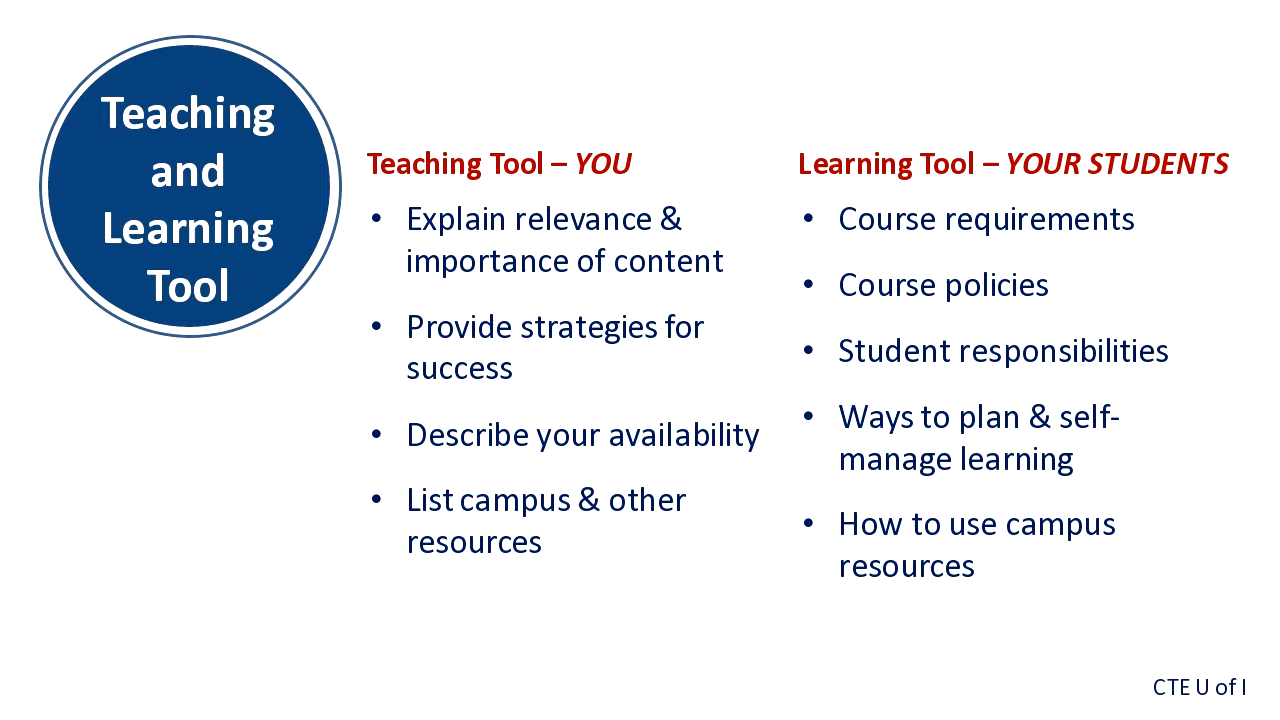 Teaching
and
Learning
Tool
Teaching Tool – YOU
• Explain relevance &
importance of content
• Provide strategies for
success
• Describe your availability
• List campus & other
resources
Learning Tool – YOUR STUDENTS
• Course requirements
• Course policies
• Student responsibilities
• Ways to plan & self-
manage learning
• How to use campus
resources
CTE U of I